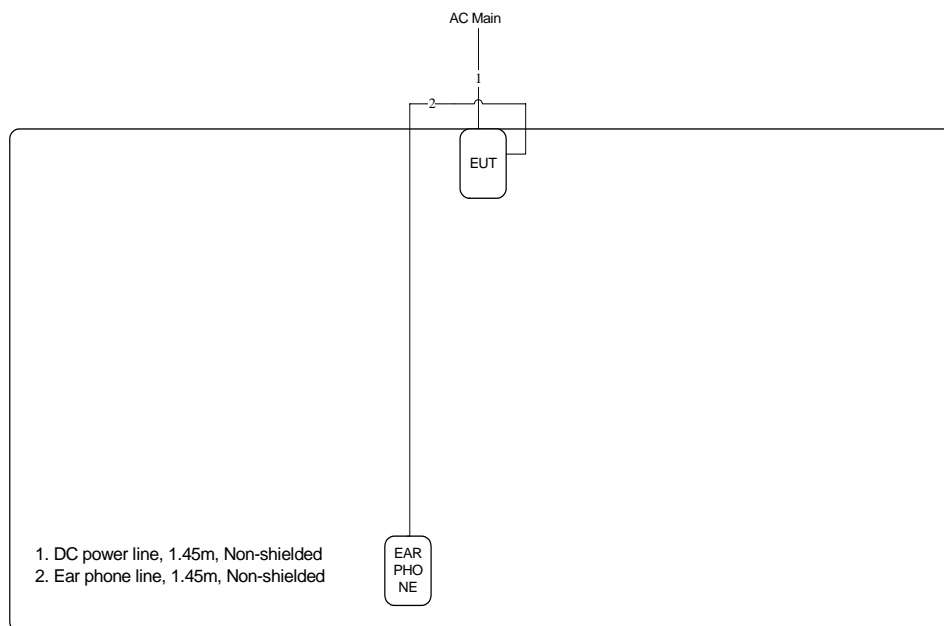 AC Main
1
2
EUT
1. DC power line, 1.45m, Non-shielded
2. Ear phone line, 1.45m, Non-shielded
EAR
PHO
NE